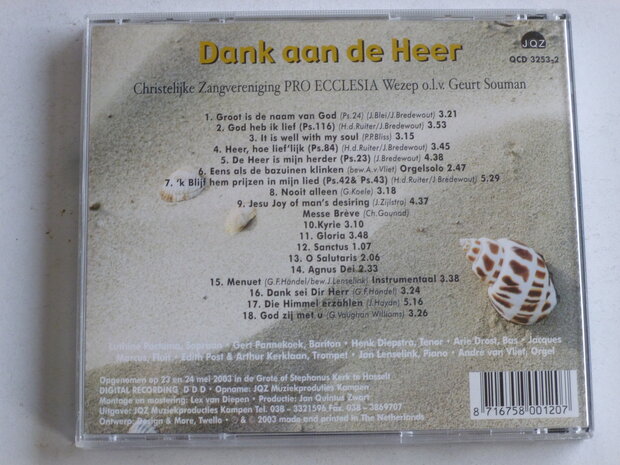 Dank aan de Heer
JQZ
QCD 3253-2
Christelijke Zangvereniging PRO ECCLESIA Wezep o.l.v. Geurt Souman
1. Groot is de naam van God (Ps.24) (J.Blei/J.Bredewout) 3.21
2. God heb ik lief (Ps.116) (H.d.Ruiter/J.Bredewout) 3.53
3. It is well with my soul (P.P.Bliss) 3.15
4. Heer, hoe lief'lijk (Ps.84) (H.d.Ruiter/J.Bredewout) 3.45
5. De Heer is mijn herder (Ps.23) (J.Bredewout) 4.38
6. Eens als de bazuinen klinken (bew.A.v.Vliet) Orgelsolo 2.47
7. 'k Blijf hem prijzen in mijn lied (Ps.42& Ps.43) (H.d.Ruiter/J.Bredewout) 5.29
8. Nooit alleen (G.Koele) 3.18
9. Jesu Joy of man's desiring (J.Zijlstra) 4.37
Messe Brève (Ch.Gounod)
10.Kyrie 3.10
11. Gloria 3.48
12. Sanctus 1.07
13. O Salutaris 2.06
14. Agnus Dei 2.33
15. Menuet (G.F.Händel/bew.J.Lenselink) Instrumentaal 3.38
16. Dank sei Dir Herr (G.F.Händel) 3.24
17. Die Himmel erzählen (J.Haydn) 5.16
18. God zij met u (G.Vaughan Williams) 3.26
Sopraan • Gert Pannekoek, Bariton • Henk Diepstra, Tenor • Arie Drost, Bas • Jacques
Marcus, Fluit • Edith Post & Arthur Kerklaan, Trompet • Jan Lenselink, Piano • André van Vliet, Orgel
Opgenomen op 23 en 24 mei 2003 in de Grote of Stephanus Kerk te Hasselt
DIGITAL RECORDING D D D • Opname: JQZ Muziekproducties Kampen
Montage en mastering: Lex van Diepen • Productie: Jan Quintus Zwart
Uitgave: JQZ Muziekproducties Kampen Tel. 038 - 3321596 Fax. 038 - 3869707
Ontwerp: Design & More, Twello • ℗ & © 2003 made and printed in The Netherlands
8 716758 001207